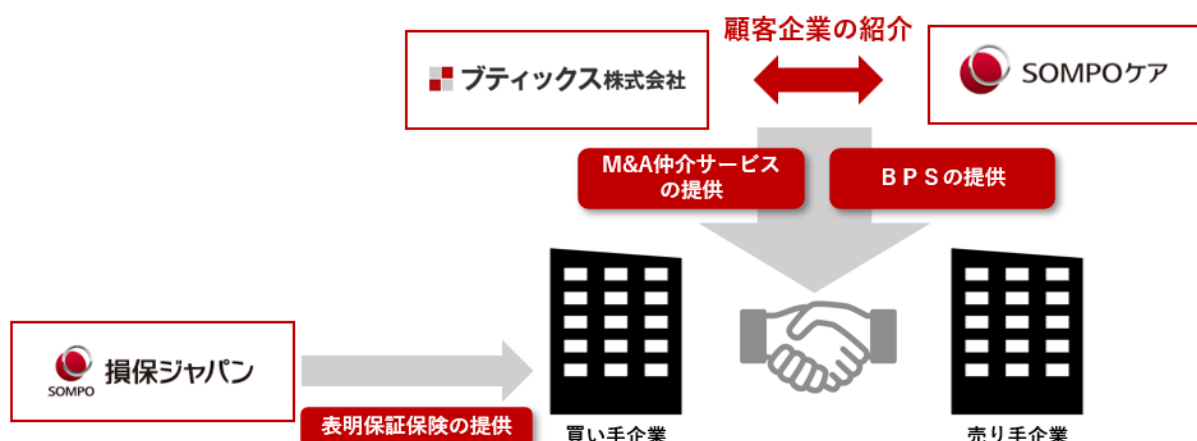 顧客企業の紹介
ブティックス株式会社
SOMPOケア
M&A仲介サービス
の提供
ＢＰＳの提供
SOMPO
損保ジャパン
表明保証保険の提供
買い手企業
売り手企業